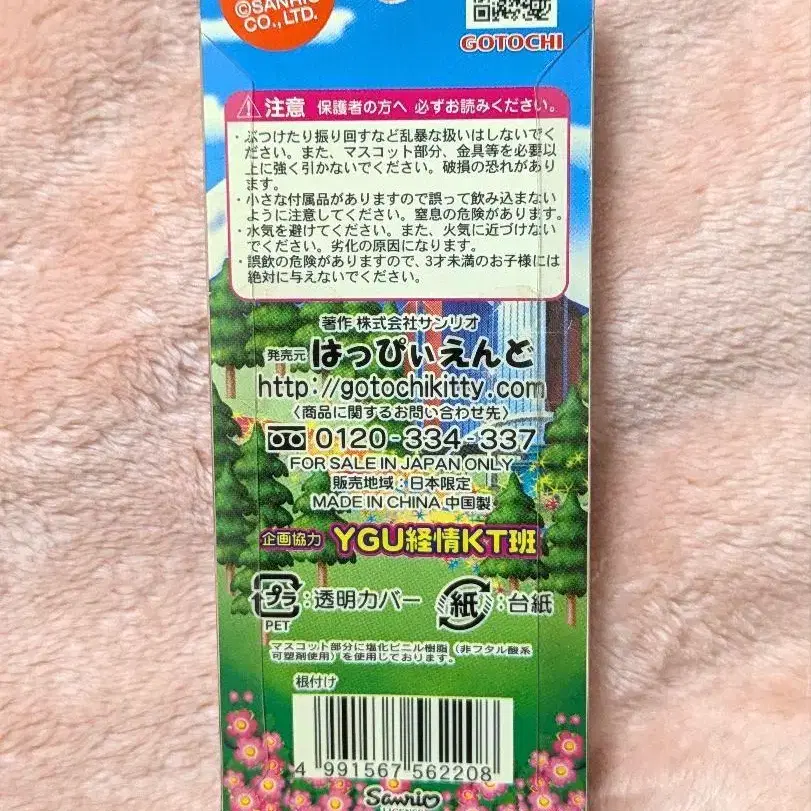 ©SANRIO
CO., LTD.
GOTOCHI
注意 保護者の方へ 必ずお読みください。
・ぶつけたり振り回すなど乱暴な扱いはしないでく
ださい。また、マスコット部分、金具等を必要以
上に強く引かないでください。破損の恐れがあり
ます。
・小さな付属品がありますので誤って飲み込まない
ように注意してください。窒息の危険があります。
・水気を避けてください。また、火気に近づけない
でください。劣化の原因になります。
・誤飲の危険がありますので、3才未満のお子様には
絶対に与えないでください。
著作 株式会社サンリオ
発売元 はっぴぃえんど
http://gotochikitty.com
〈商品に関するお問い合わせ先〉
0120-334-337
FOR SALE IN JAPAN ONLY
販売地域：日本限定
MADE IN CHINA 中国製
企画協力 YGU経情KT班
プラ：透明カバー 紙：台紙
PET
マスコット部分に塩化ビニル樹脂（非フタル酸系
可塑剤使用）を使用しております。
根付け
4 991567 562208
Sanrio